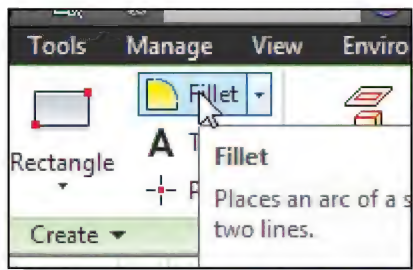 Tools Manage View Enviro
Fillet
Rectangle
Fillet
Places an arc of a s
two lines.
Create